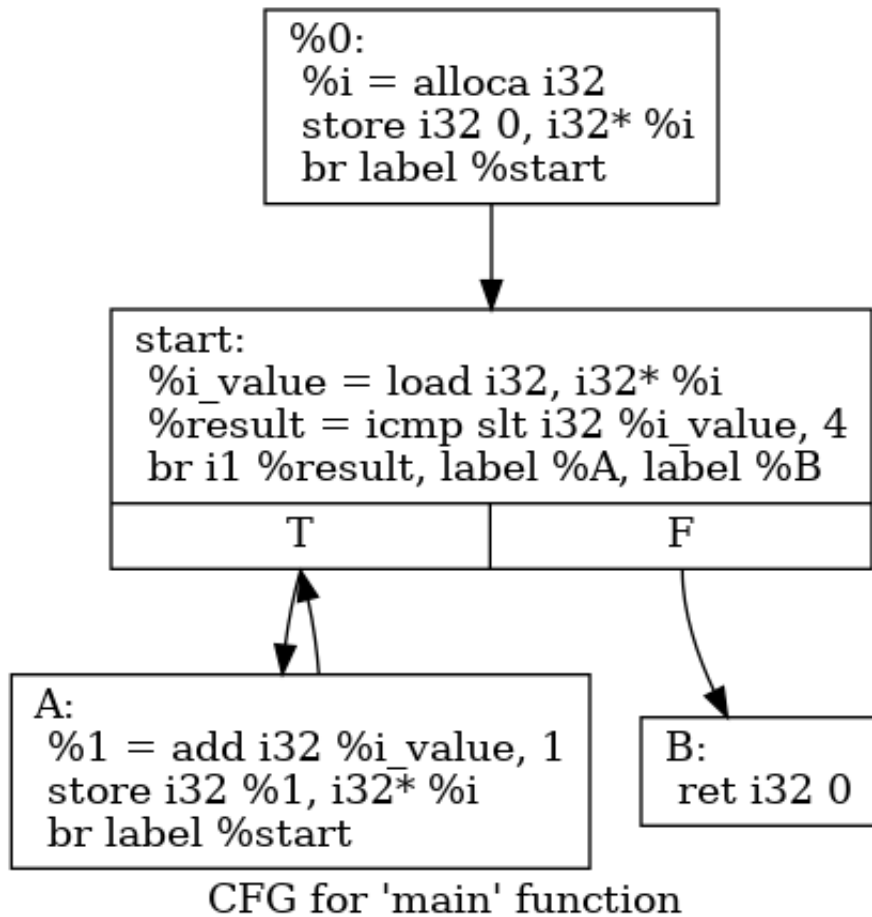 %0:
%i = alloca i32
store i32 0, i32* %i
br label %start
start:
%i_value = load i32, i32* %i
%result = icmp slt i32 %i_value, 4
br i1 %result, label %A, label %B
T
F
A:
%1 = add i32 %i_value, 1
store i32 %1, i32* %i
br label %start
B:
ret i32 0
CFG for 'main' function